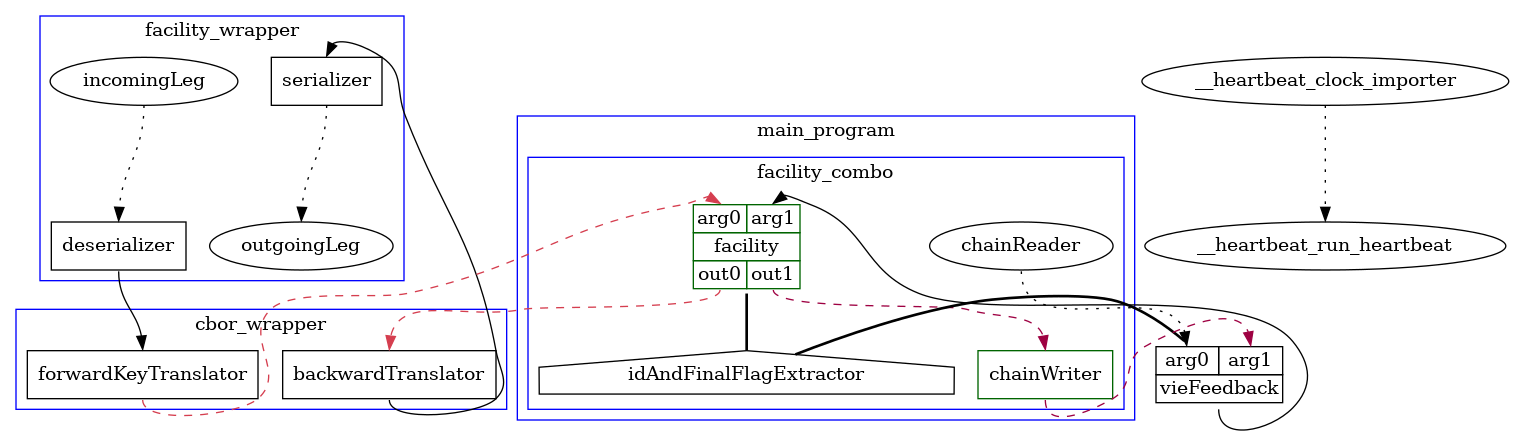 facility_wrapper
incomingLeg
serializer
__heartbeat_clock_importer
main_program
facility_combo
arg0 arg1
facility
out0 out1
deserializer
outgoingLeg
chainReader
__heartbeat_run_heartbeat
cbor_wrapper
forwardKeyTranslator
backwardTranslator
idAndFinalFlagExtractor
chainWriter
arg0 arg1
vieFeedback